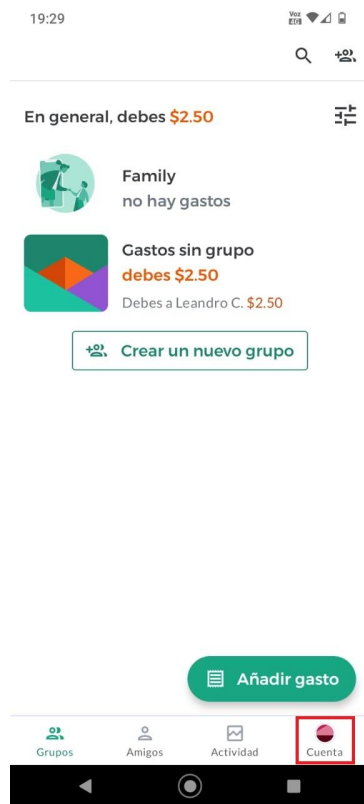 19:29
Voz
4G
En general, debes $2.50
Family
no hay gastos
Gastos sin grupo
debes $2.50
Debes a Leandro C. $2.50
Crear un nuevo grupo
Añadir gasto
Grupos
Amigos
Actividad
Cuenta